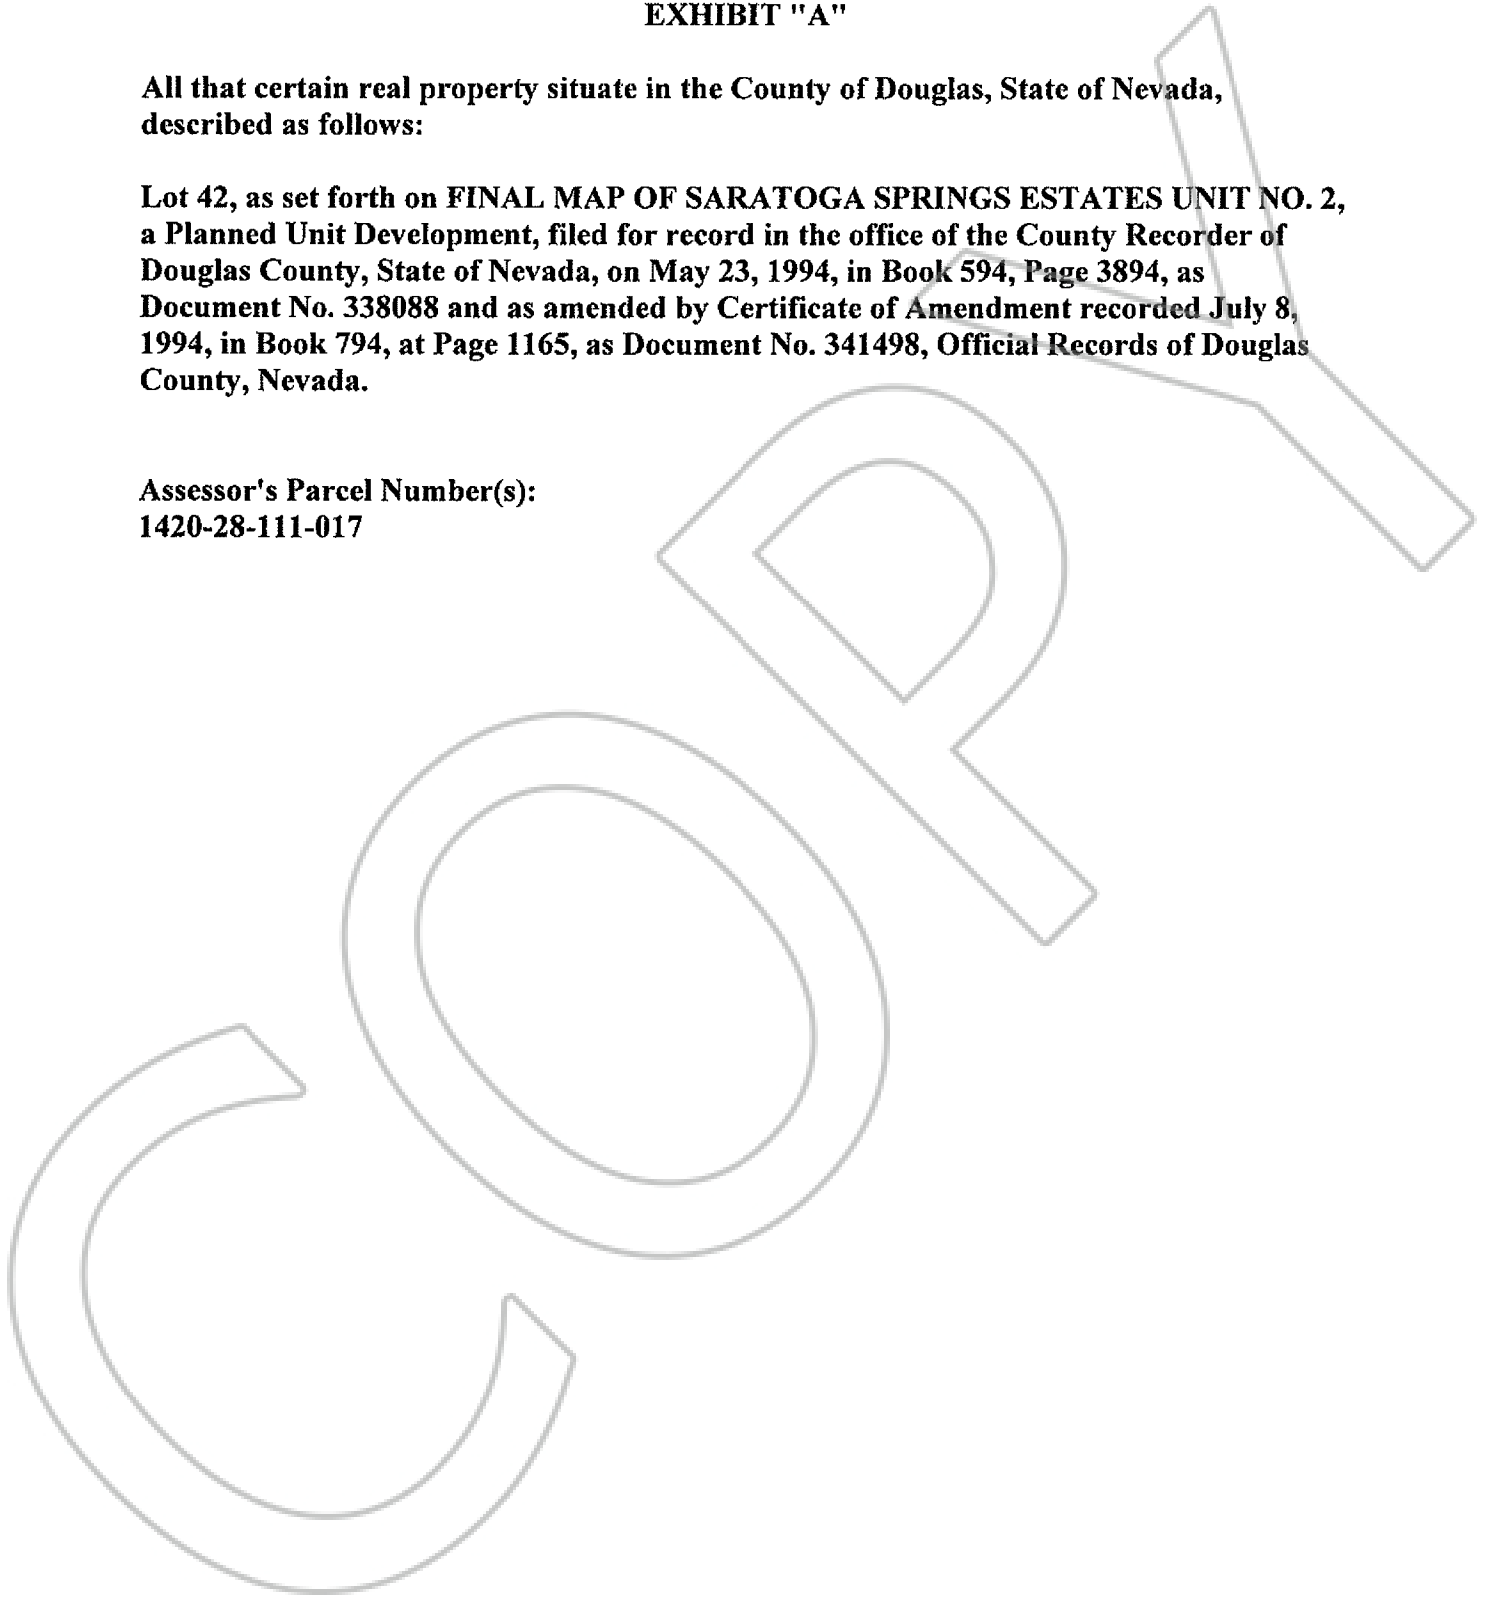 EXHIBIT "A"
All that certain real property situate in the County of Douglas, State of Nevada,
described as follows:
Lot 42, as set forth on FINAL MAP OF SARATOGA SPRINGS ESTATES UNIT NO. 2,
a Planned Unit Development, filed for record in the office of the County Recorder of
Douglas County, State of Nevada, on May 23, 1994, in Book 594, Page 3894, as
Document No. 338088 and as amended by Certificate of Amendment recorded July 8,
1994, in Book 794, at Page 1165, as Document No. 341498, Official Records of Douglas
County, Nevada.
Assessor's Parcel Number(s):
1420-28-111-017
COPY